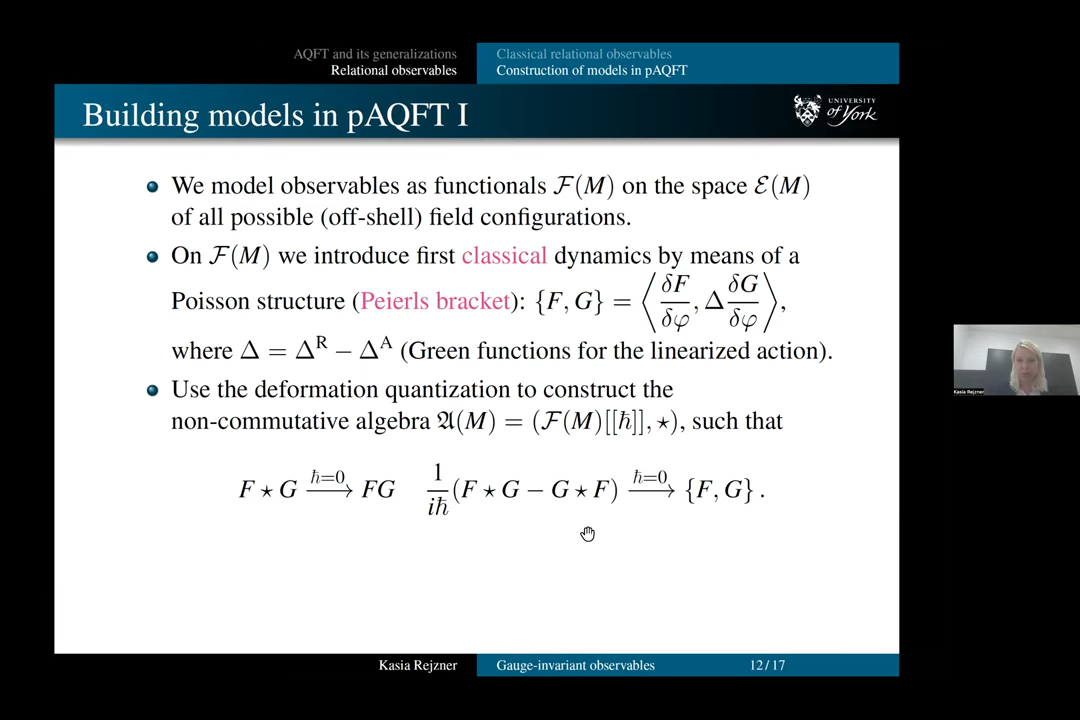 AQFT and its generalizations
Relational observables
Classical relational observables
Construction of models in pAQFT
Building models in pAQFT I
UNIVERSITY
of York
We model observables as functionals ℱ(M) on the space ℰ(M)
of all possible (off-shell) field configurations.
On ℱ(M) we introduce first classical dynamics by means of a
Poisson structure (Peierls bracket): {F, G} = ⟨δF/δφ, Δ δG/δφ⟩,
where Δ = Δ^R − Δ^A (Green functions for the linearized action).
Use the deformation quantization to construct the
non-commutative algebra 𝔄(M) = (ℱ(M)[[ℏ]], ⋆), such that
F ⋆ G —ℏ=0→ FG 1/iℏ (F ⋆ G − G ⋆ F) —ℏ=0→ {F, G} .
Kasia Rejzner
Kasia Rejzner
Gauge-invariant observables
12 / 17